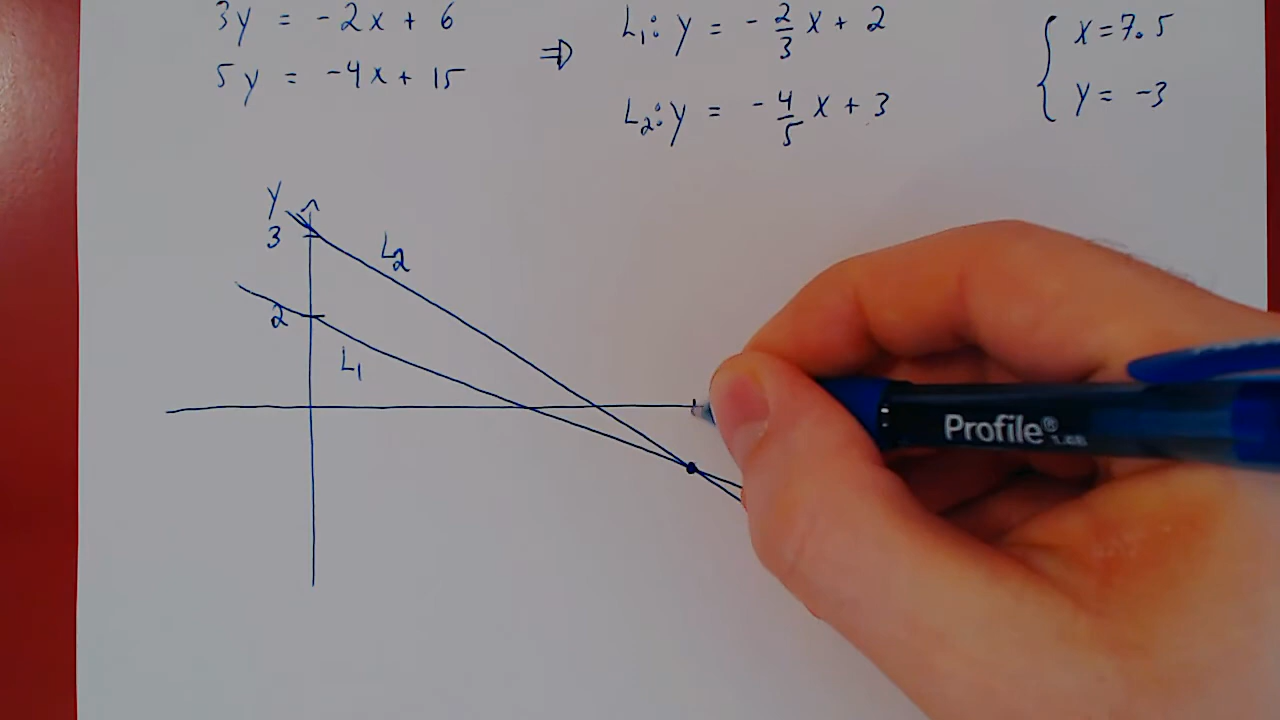 3y = -2x + 6
5y = -4x + 15
⇒
L₁: y = -2/3 x + 2
L₂: y = -4/5 x + 3
{ x = 7.5
y = -3
y
3
L₂
2
L₁
Profile®